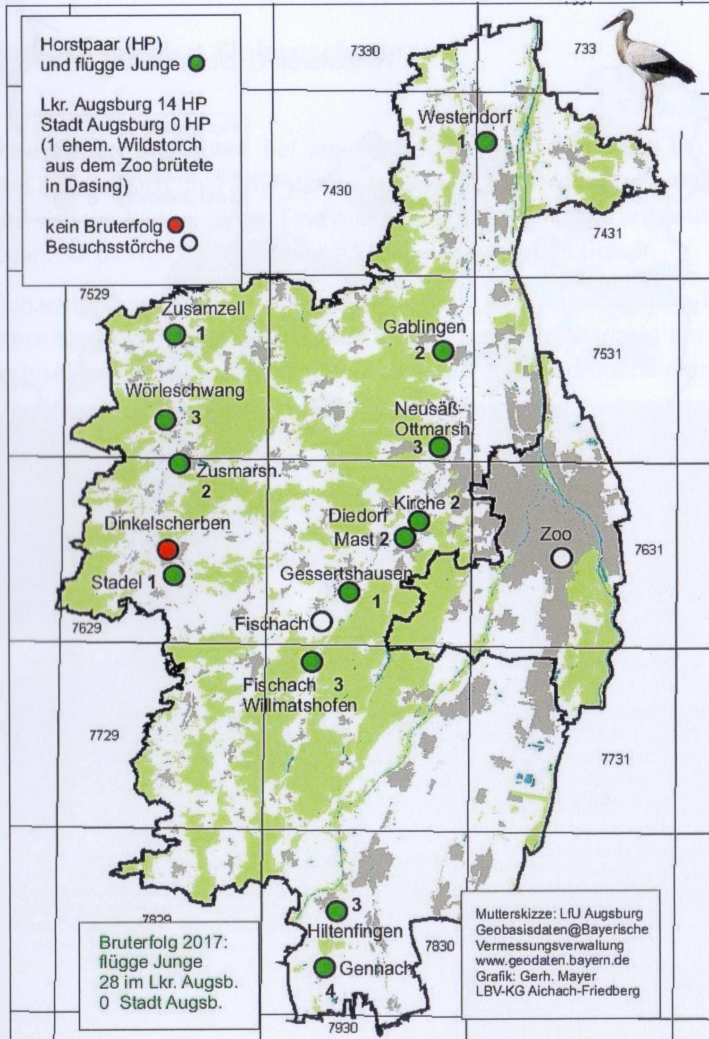 Horstpaar (HP)
und flügge Junge
Lkr. Augsburg 14 HP
Stadt Augsburg 0 HP
(1 ehem. Wildstorch
aus dem Zoo brütete
in Dasing)
kein Bruterfolg
Besuchsstörche
7330
733
Westendorf
1
7430
7431
7529
Zusamzell
1
Gablingen
2
7531
Wörleschwang
3
Neusäß-
Ottmarsh.
3
Zusmarsh.
2
Kirche 2
Diedorf
Mast 2
Dinkelscherben
Zoo
7631
Stadel 1
Gessertshausen
1
7629
Fischach
Fischach 3
Willmatshofen
7729
7731
7829
3
Hiltenfingen
7830
Gennach
4
7930
Bruterfolg 2017:
flügge Junge
28 im Lkr. Augsb.
0 Stadt Augsb.
Mutterskizze: LfU Augsburg
Geobasisdaten@Bayerische
Vermessungsverwaltung
www.geodaten.bayern.de
Grafik: Gerh. Mayer
LBV-KG Aichach-Friedberg